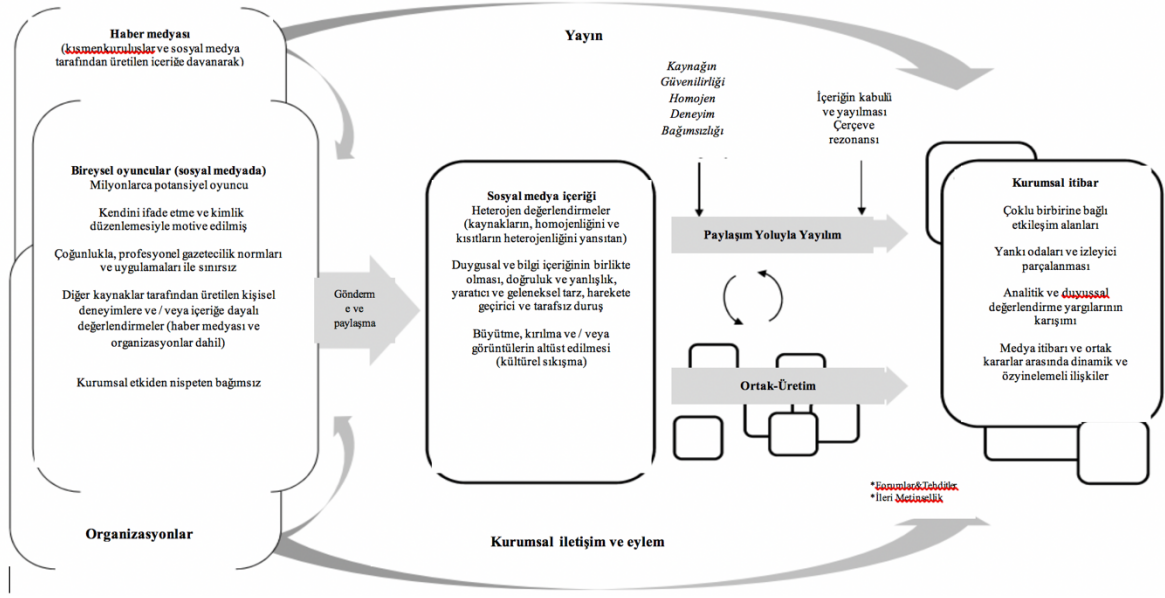 Haber medyası
(kısmenkuruluşlar ve sosyal medya
tarafından üretilen içeriğe dayanarak)
Bireysel oyuncular (sosyal medyada)
Milyonlarca potansiyel oyuncu
Kendini ifade etme ve kimlik
düzenlemesiyle motive edilmiş
Çoğunlukla, profesyonel gazetecilik normları
ve uygulamaları ile sınırsız
Diğer kaynaklar tarafından üretilen kişisel
deneyimlere ve / veya içeriğe dayalı
değerlendirmeler (haber medyası ve
organizasyonlar dahil)
Kurumsal etkiden nispeten bağımsız
Organizasyonlar
Gönderm
e ve
paylaşma
Yayın
Sosyal medya içeriği
Heterojen değerlendirmeler
(kaynakların, homojenliğini ve
kısıtların heterojenliğini yansıtan)
Duygusal ve bilgi içeriğinin birlikte
olması, doğruluk ve yanlışlık,
yaratıcı ve geleneksel tarz, harekete
geçirici ve tarafsız duruş
Büyütme, kırılma ve / veya
görüntülerin altüst edilmesi
(kültürel sıkışma)
Kaynağın
Güvenilirliği
Homojen
Deneyim
Bağımsızlığı
İçeriğin kabulü
ve yayılması
Çerçeve
rezonansı
Paylaşım Yoluyla Yayılım
Ortak-Üretim
Kurumsal itibar
Çoklu birbirine bağlı
etkileşim alanları
Yankı odaları ve izleyici
parçalanması
Analitik ve duyuşsal
değerlendirme yargılarının
karışımı
Medya itibarı ve ortak
kararlar arasında dinamik ve
özyinelemeli ilişkiler
*Forumlar&Tehditler
*İleri Metinsellik
Kurumsal iletişim ve eylem